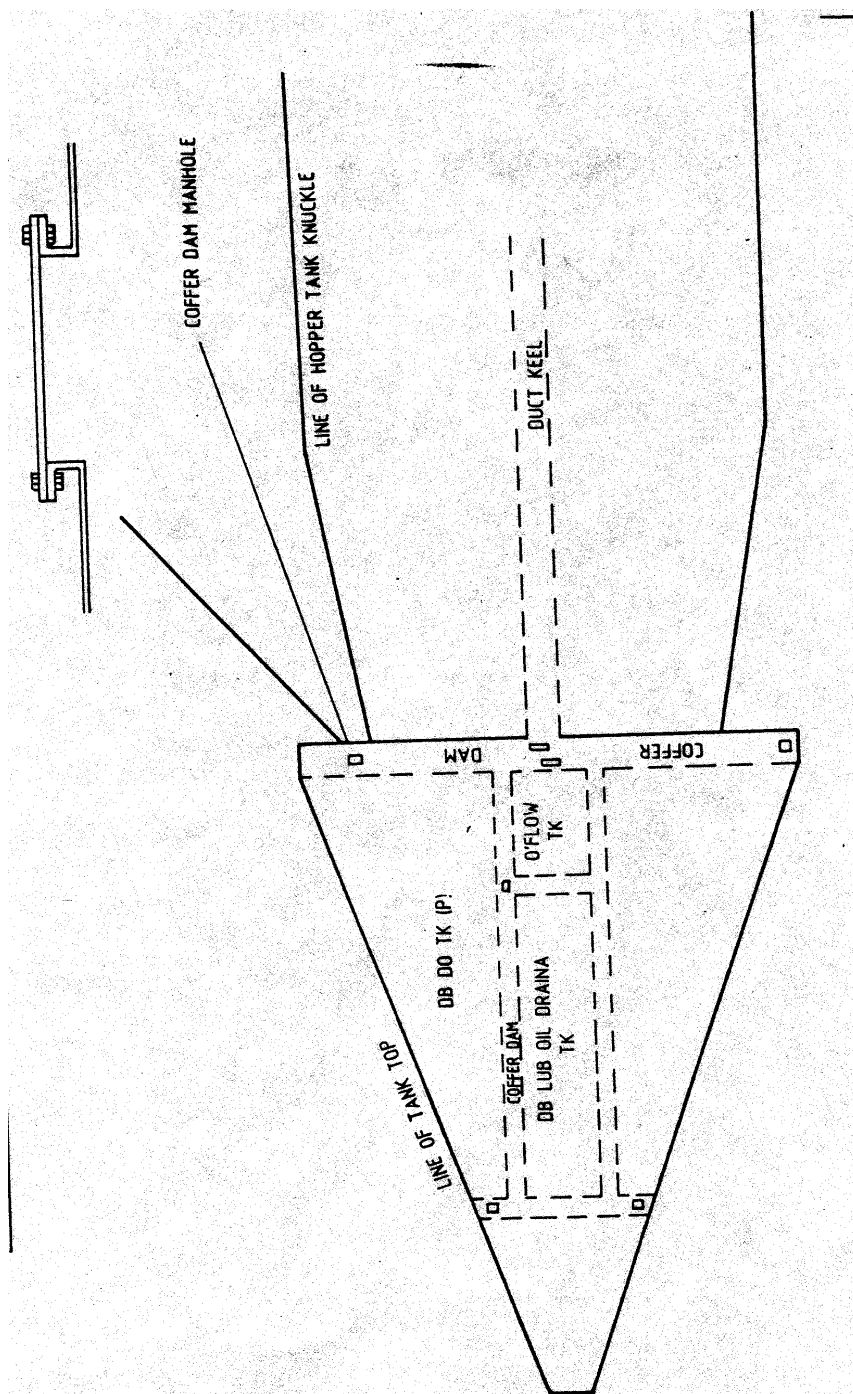 COFFER DAM MANHOLE
LINE OF HOPPER TANK KNUCKLE
DUCT KEEL
DAM
COFFER
O'FLOW
TK
DB DO TK (P)
COFFER DAM
DB LUB OIL DRAINA
TK
LINE OF TANK TOP